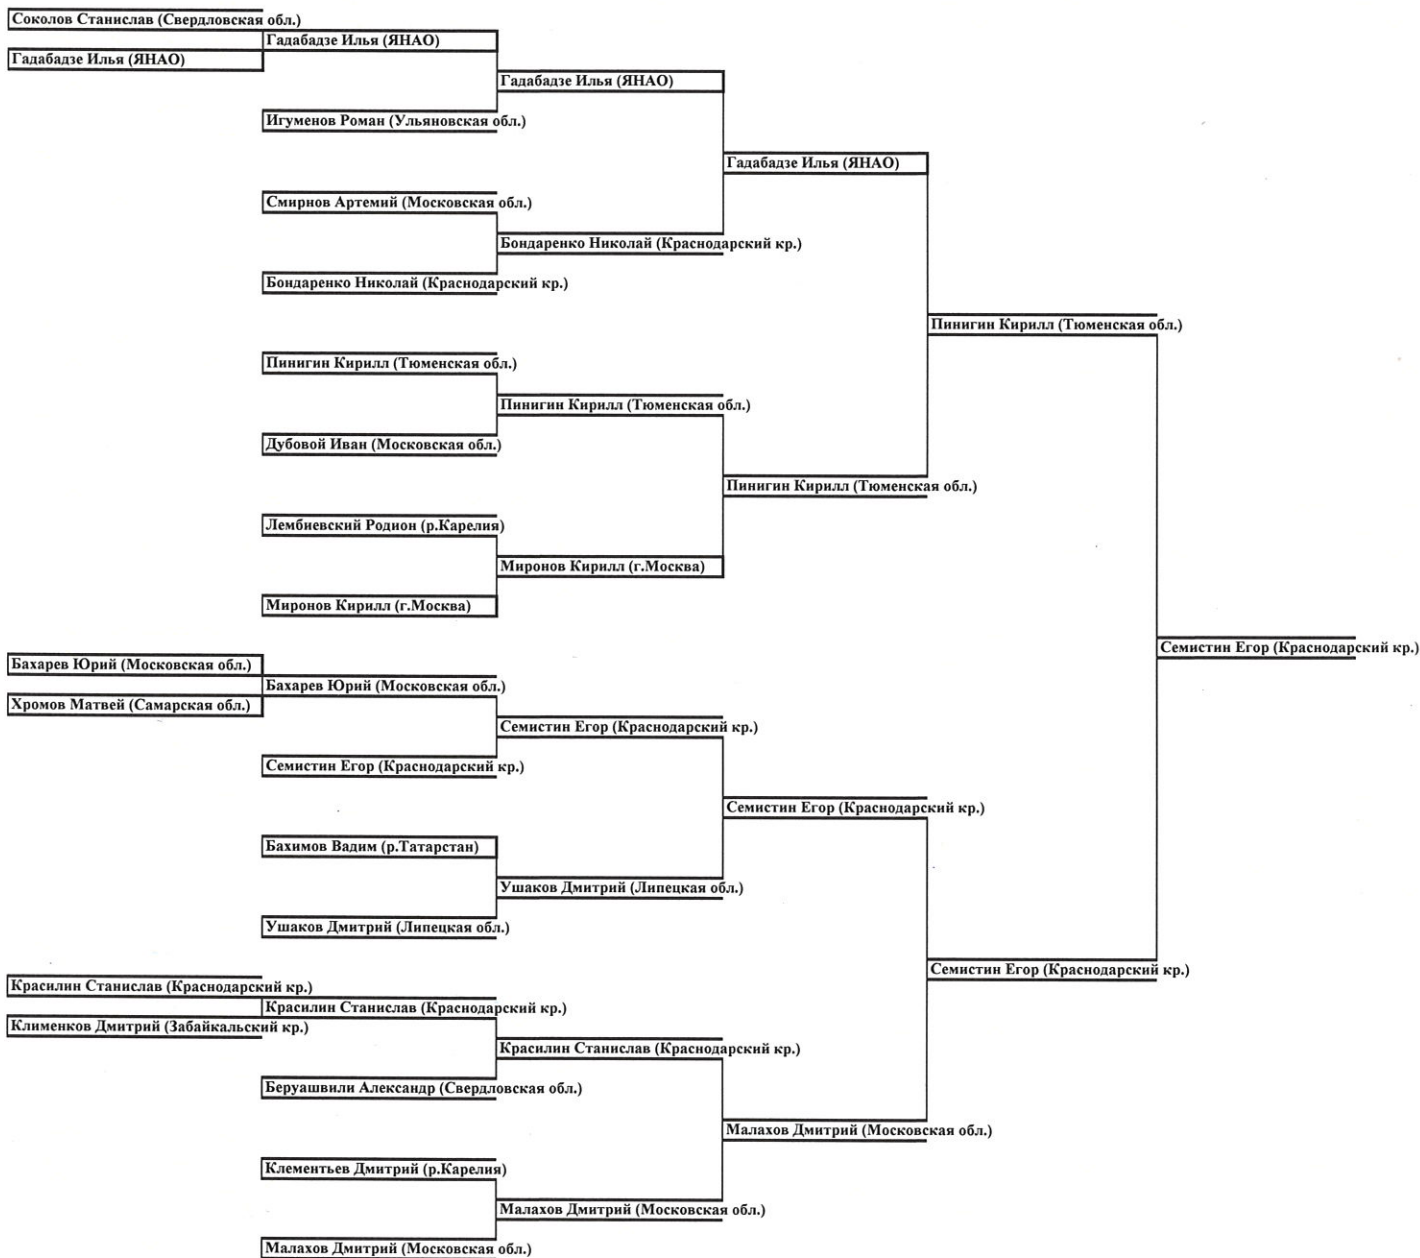 Соколов Станислав (Свердловская обл.)
Гадабадзе Илья (ЯНАО)
Гадабадзе Илья (ЯНАО)
Гадабадзе Илья (ЯНАО)
Игуменов Роман (Ульяновская обл.)
Гадабадзе Илья (ЯНАО)
Смирнов Артемий (Московская обл.)
Бондаренко Николай (Краснодарский кр.)
Бондаренко Николай (Краснодарский кр.)
Пинигин Кирилл (Тюменская обл.)
Пинигин Кирилл (Тюменская обл.)
Пинигин Кирилл (Тюменская обл.)
Дубовой Иван (Московская обл.)
Пинигин Кирилл (Тюменская обл.)
Лембиевский Родион (р.Карелия)
Миронов Кирилл (г.Москва)
Миронов Кирилл (г.Москва)
Семистин Егор (Краснодарский кр.)
Бахарев Юрий (Московская обл.)
Бахарев Юрий (Московская обл.)
Хромов Матвей (Самарская обл.)
Семистин Егор (Краснодарский кр.)
Семистин Егор (Краснодарский кр.)
Семистин Егор (Краснодарский кр.)
Бахимов Вадим (р.Татарстан)
Ушаков Дмитрий (Липецкая обл.)
Ушаков Дмитрий (Липецкая обл.)
Семистин Егор (Краснодарский кр.)
Красилин Станислав (Краснодарский кр.)
Красилин Станислав (Краснодарский кр.)
Клименков Дмитрий (Забайкальский кр.)
Красилин Станислав (Краснодарский кр.)
Беруашвили Александр (Свердловская обл.)
Малахов Дмитрий (Московская обл.)
Клементьев Дмитрий (р.Карелия)
Малахов Дмитрий (Московская обл.)
Малахов Дмитрий (Московская обл.)